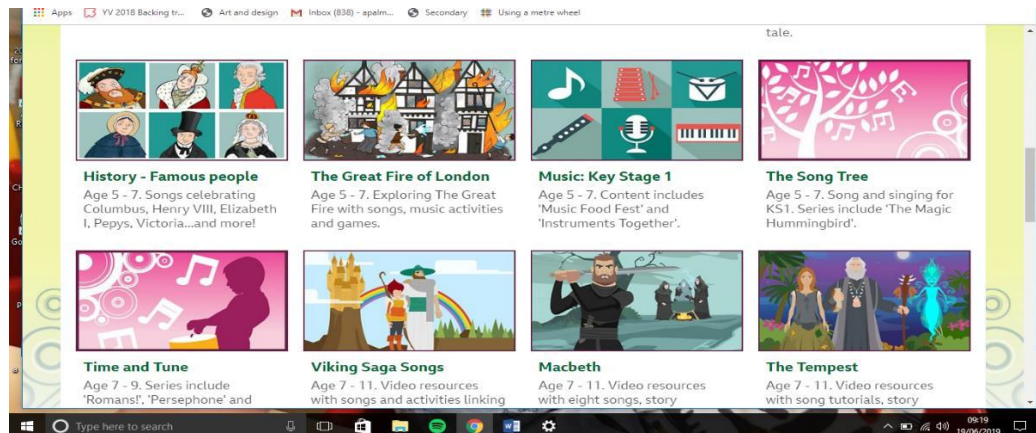 Apps YV 2018 Backing tr... Art and design Inbox (838) - apalm... Secondary Using a metre wheel
tale.
History - Famous people
Age 5 - 7. Songs celebrating
Columbus, Henry VIII, Elizabeth
I, Pepys, Victoria...and more!
The Great Fire of London
Age 5 - 7. Exploring The Great
Fire with songs, music activities
and games.
Music: Key Stage 1
Age 5 - 7. Content includes
'Music Food Fest' and
'Instruments Together'.
The Song Tree
Age 5 - 7. Song and singing for
KS1. Series include 'The Magic
Hummingbird'.
Time and Tune
Age 7 - 9. Series include
'Romans!', 'Persephone' and
Viking Saga Songs
Age 7 - 11. Video resources
with songs and activities linking
Macbeth
Age 7 - 11. Video resources
with eight songs, story
The Tempest
Age 7 - 11. Video resources
with song tutorials, story
Type here to search
09:19
19/06/2019